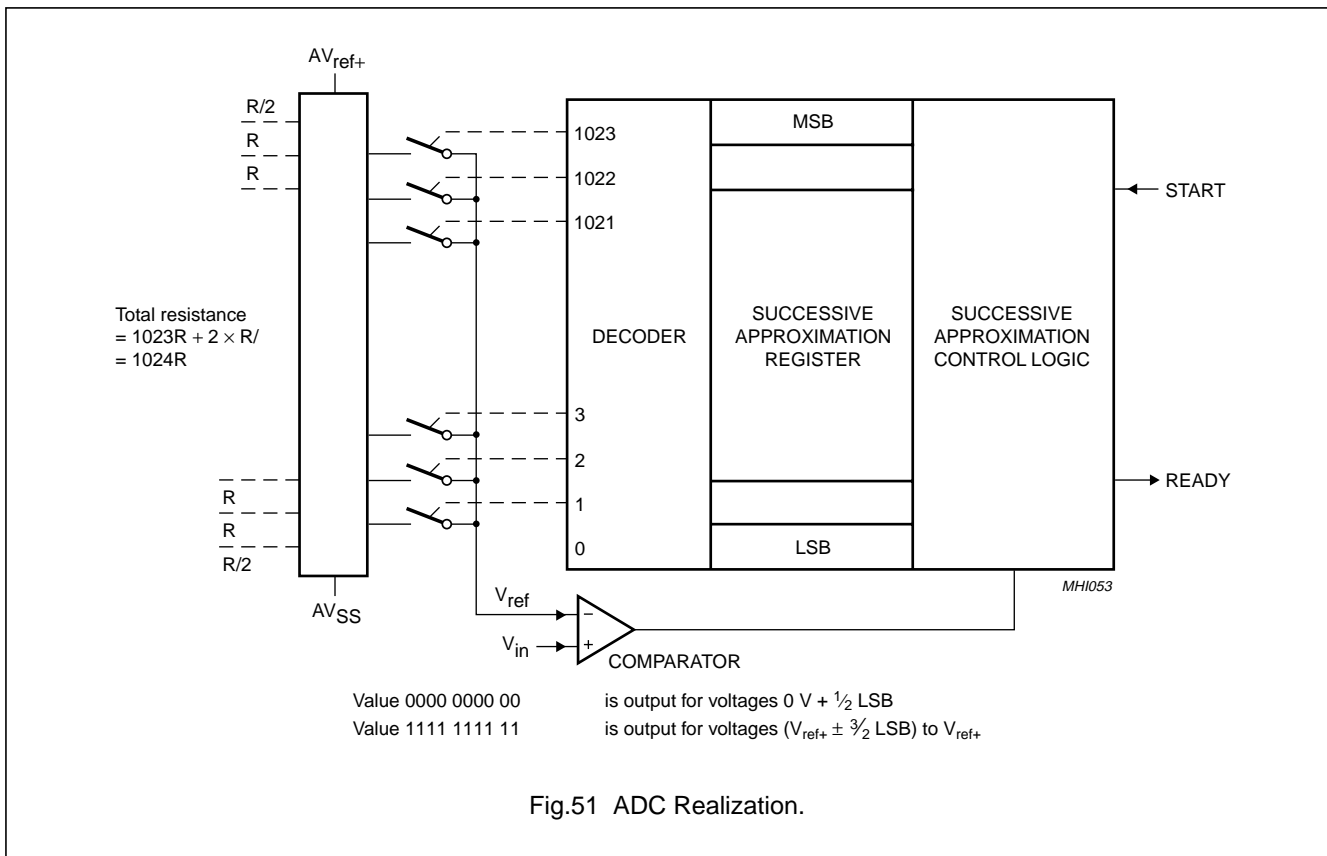 AVref+
R/2
R
R
1023
1022
1021
MSB
START
Total resistance
= 1023R + 2 × R/
= 1024R
DECODER
SUCCESSIVE
APPROXIMATION
REGISTER
SUCCESSIVE
APPROXIMATION
CONTROL LOGIC
3
2
1
0
READY
R
R
R/2
LSB
MHI053
AVSS
Vref
−
Vin
+
COMPARATOR
Value 0000 0000 00 is output for voltages 0 V + ½ LSB
Value 1111 1111 11 is output for voltages (Vref+ ± 3⁄2 LSB) to Vref+
Fig.51 ADC Realization.